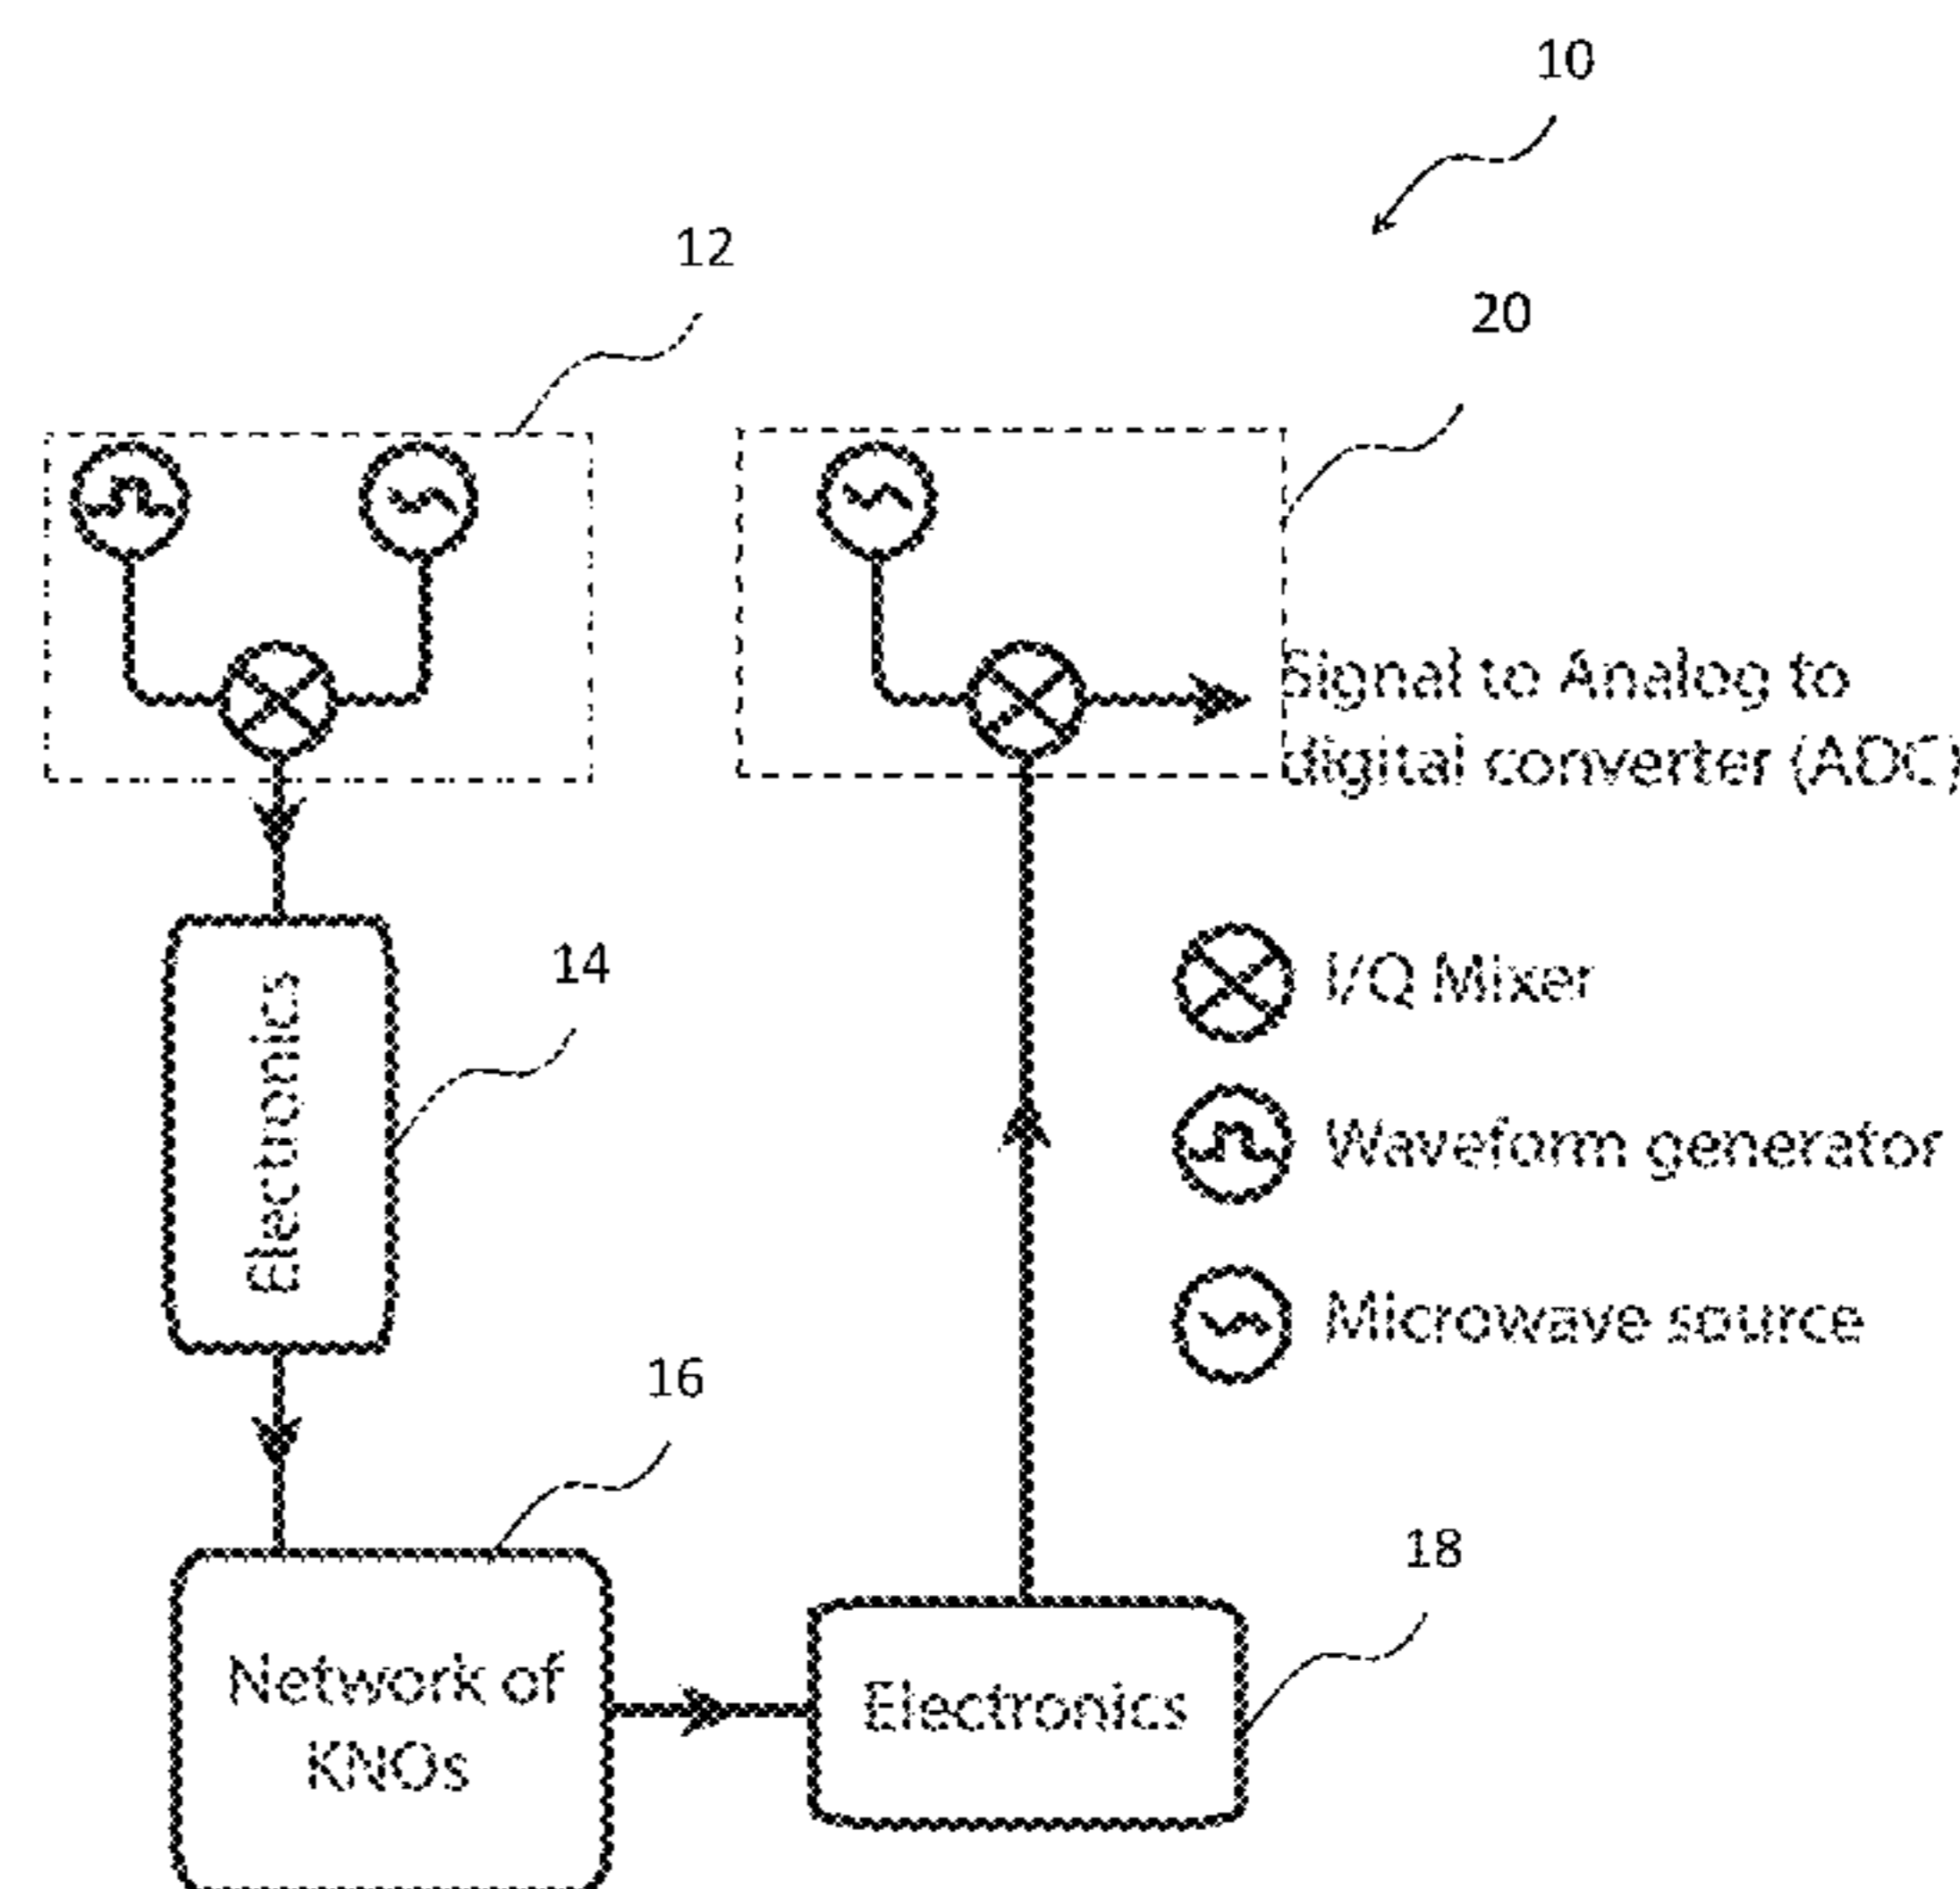 10
12
20
Signal to Analog to
digital converter (ADC)
14
Electronics
I/Q Mixer
Waveform generator
Microwave source
16
18
Network of
KNOs
Electronics